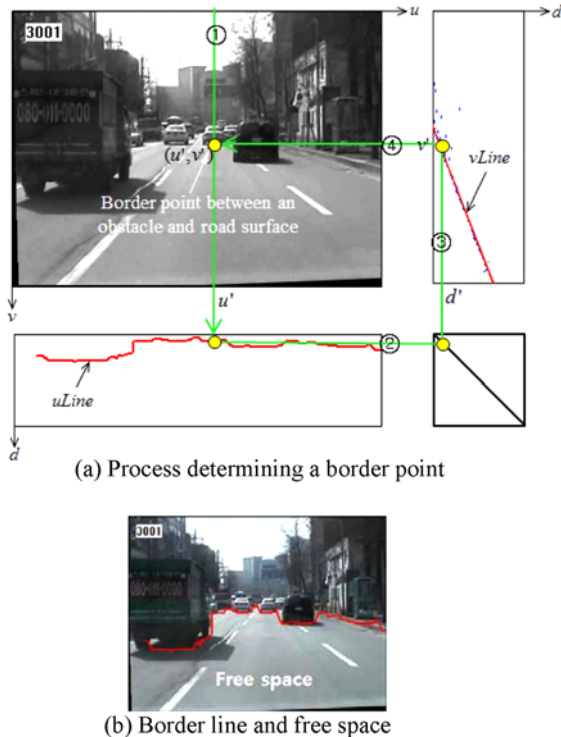 u
d
3001
①
080-
④
v'
(u', v')
vLine
Border point between an
obstacle and road surface
③
u'
d'
v
②
uLine
d
(a) Process determining a border point
3001
Free space
(b) Border line and free space